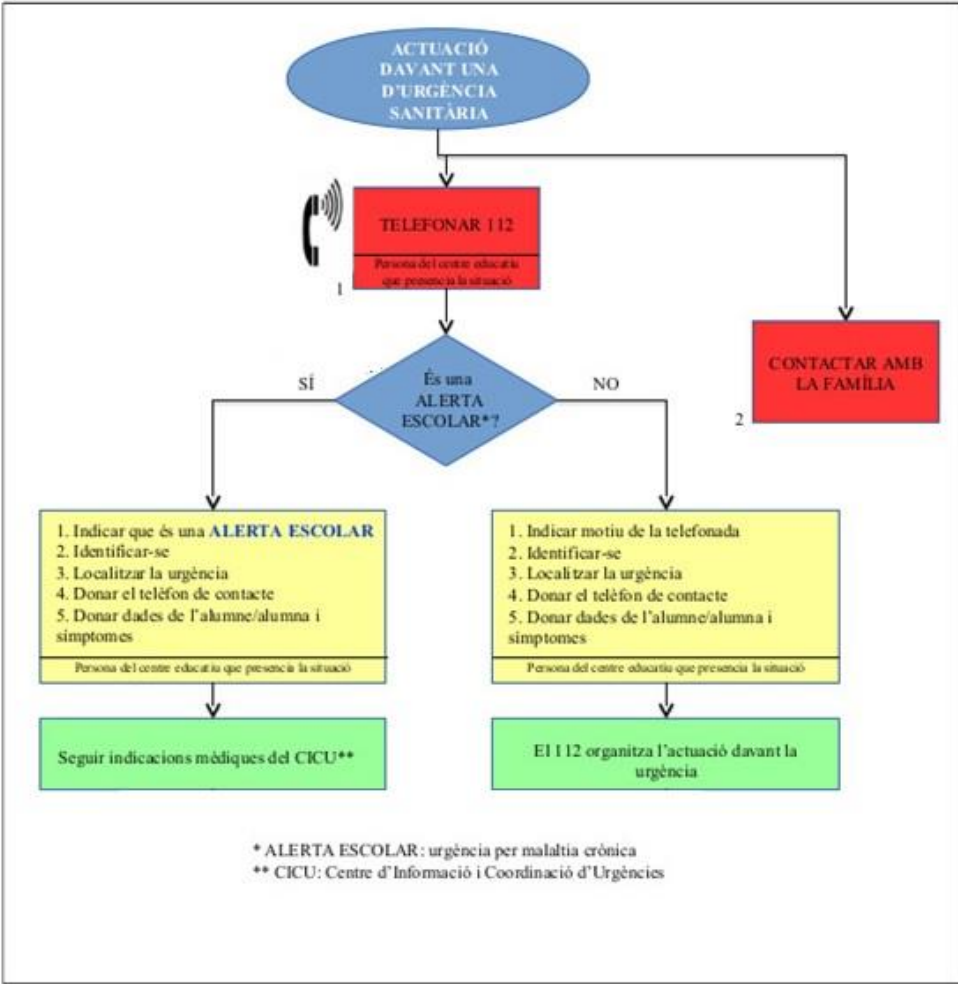 ACTUACIÓ
DAVANT UNA
D'URGÈNCIA
SANITÀRIA
TELEFONAR 112
Persona del centre educatiu
que presencia la situació
1
CONTACTAR AMB
LA FAMÍLIA
2
És una
ALERTA
ESCOLAR*?
SÍ
NO
1. Indicar que és una ALERTA ESCOLAR
2. Identificar-se
3. Localitzar la urgència
4. Donar el telèfon de contacte
5. Donar dades de l'alumne/alumna i
símptomes
Persona del centre educatiu que presencia la situació
1. Indicar motiu de la telefonada
2. Identificar-se
3. Localitzar la urgència
4. Donar el telèfon de contacte
5. Donar dades de l'alumne/alumna i
símptomes
Persona del centre educatiu que presencia la situació
Seguir indicacions mèdiques del CICU**
El 112 organitza l'actuació davant la
urgència
* ALERTA ESCOLAR: urgència per malaltia crònica
** CICU: Centre d'Informació i Coordinació d'Urgències